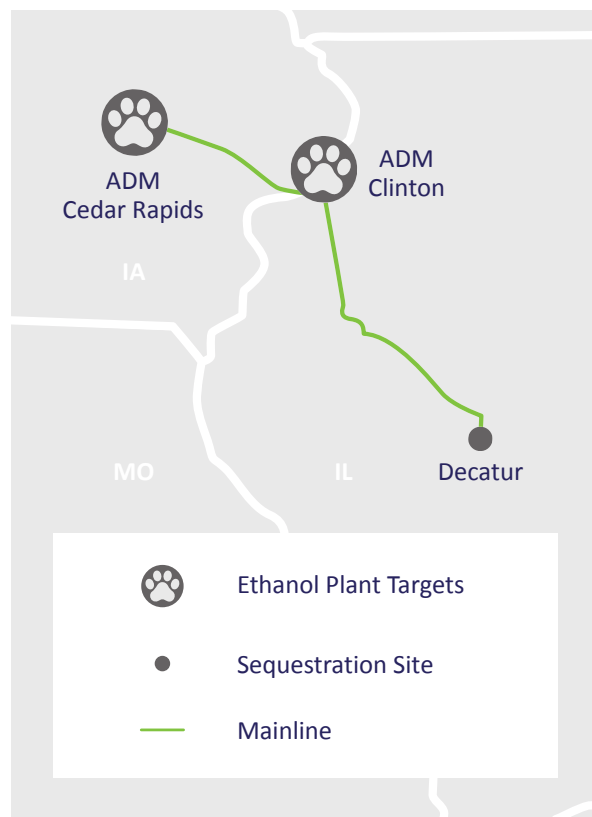 ADM
Cedar Rapids
ADM
Clinton
IA
MO
IL
Decatur
Ethanol Plant Targets
Sequestration Site
Mainline